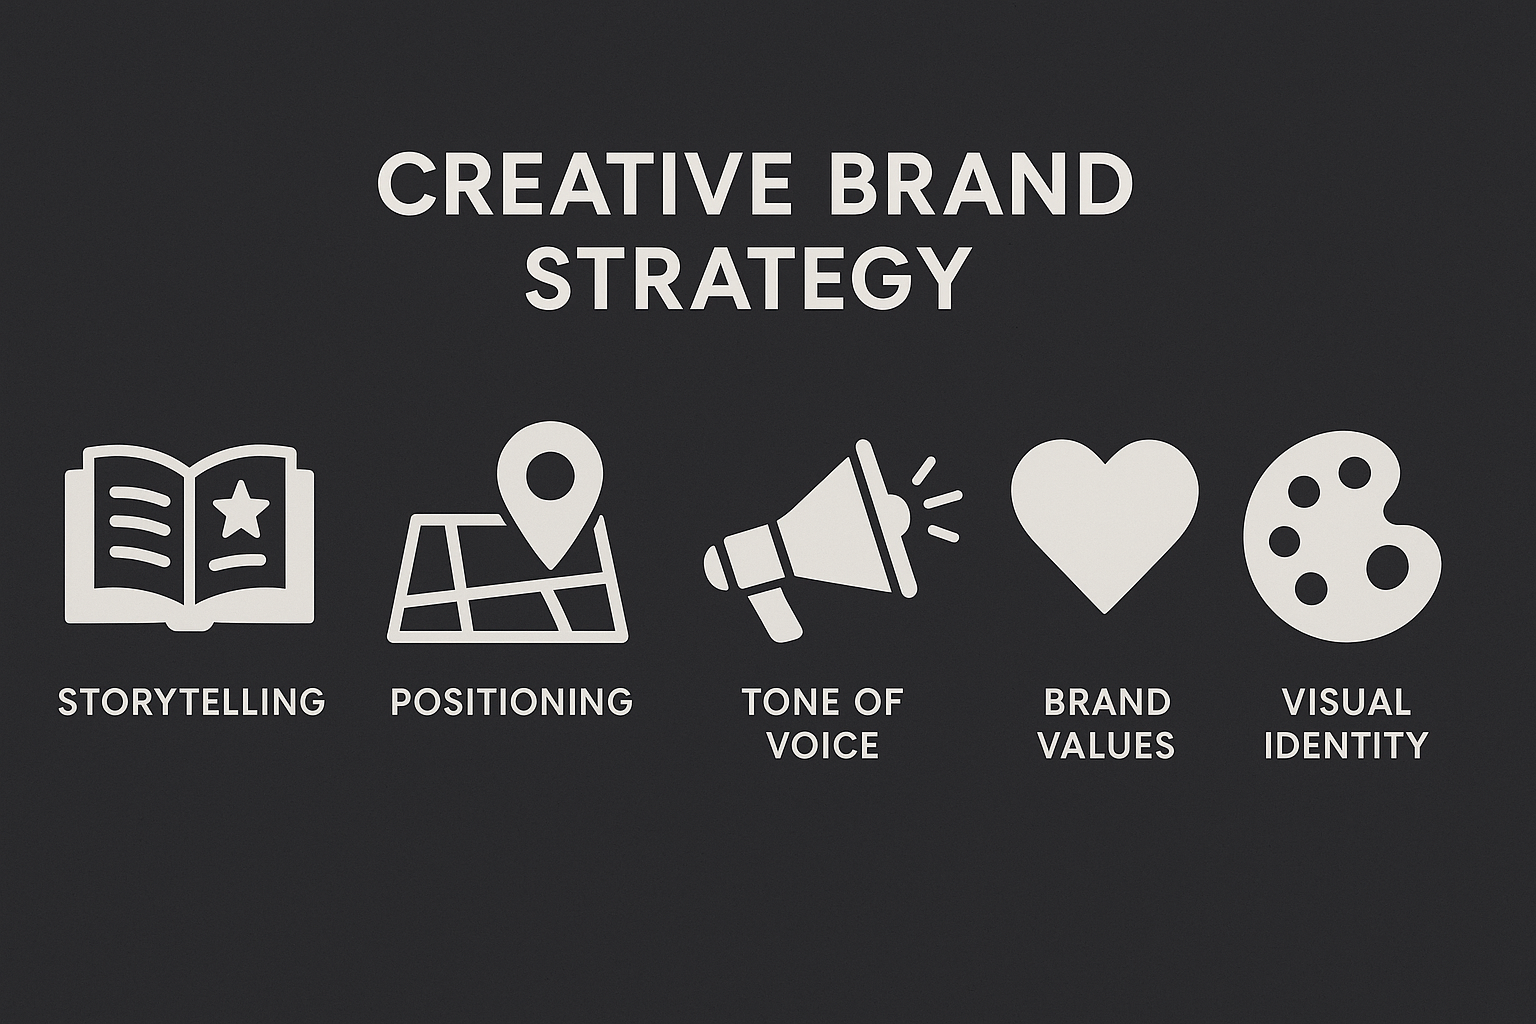 CREATIVE BRAND
STRATEGY
STORYTELLING
POSITIONING
TONE OF
VOICE
BRAND
VALUES
VISUAL
IDENTITY